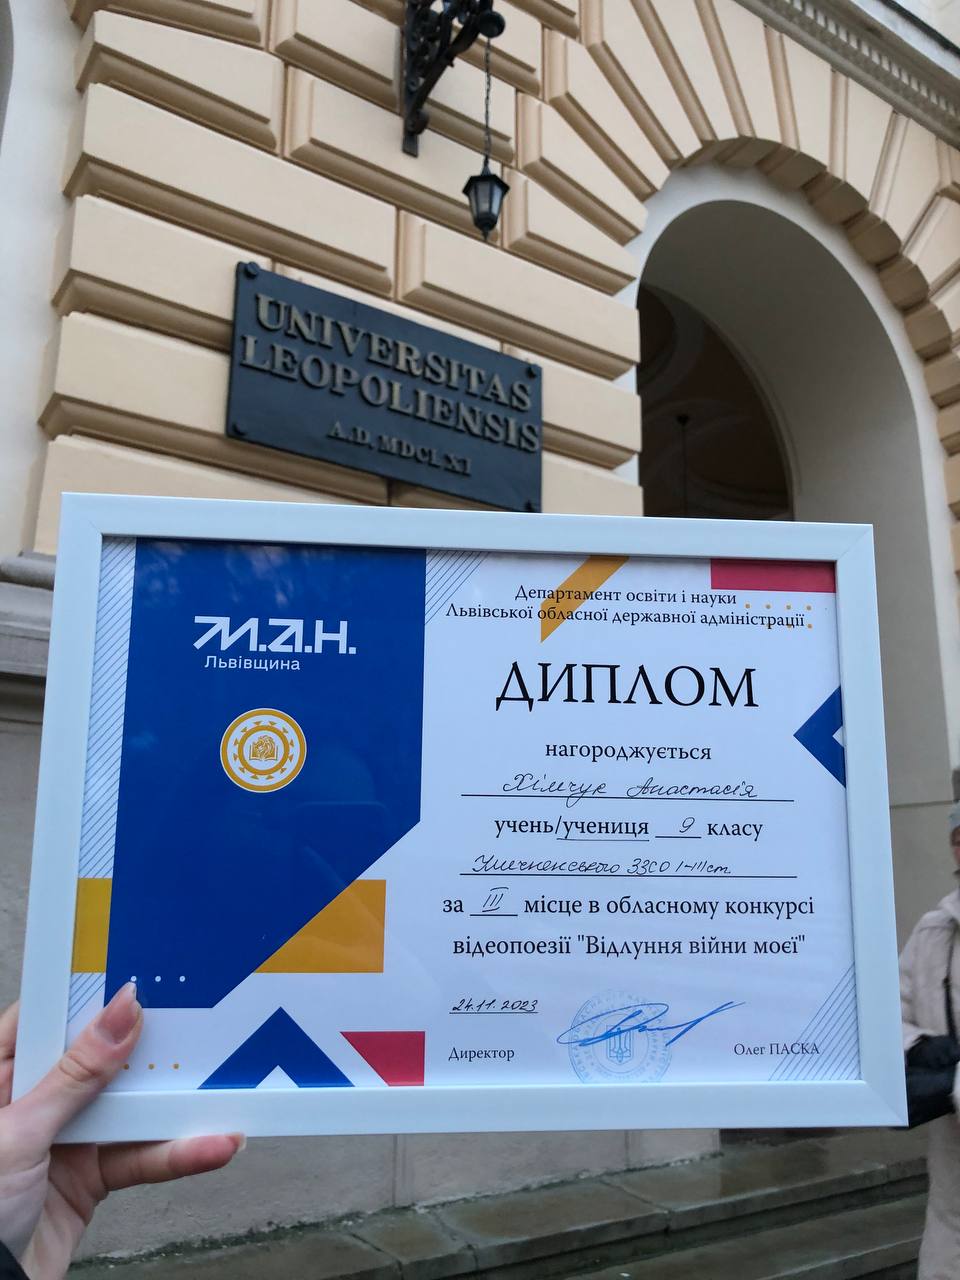 UNIVERSITAS
LEOPOLIENSIS
A.D. MDCLXI
М.А.Н.
Львівщина
Департамент освіти і науки
Львівської обласної державної адміністрації
ДИПЛОМ
нагороджується
Хімчук Анастасія
учень/учениця 9 класу
ЗЗСО І-ІІІ ст.
за ІІІ місце в обласному конкурсі
відеопоезії "Відлуння війни моєї"
24.11.2023
Директор
Олег ПАСКА